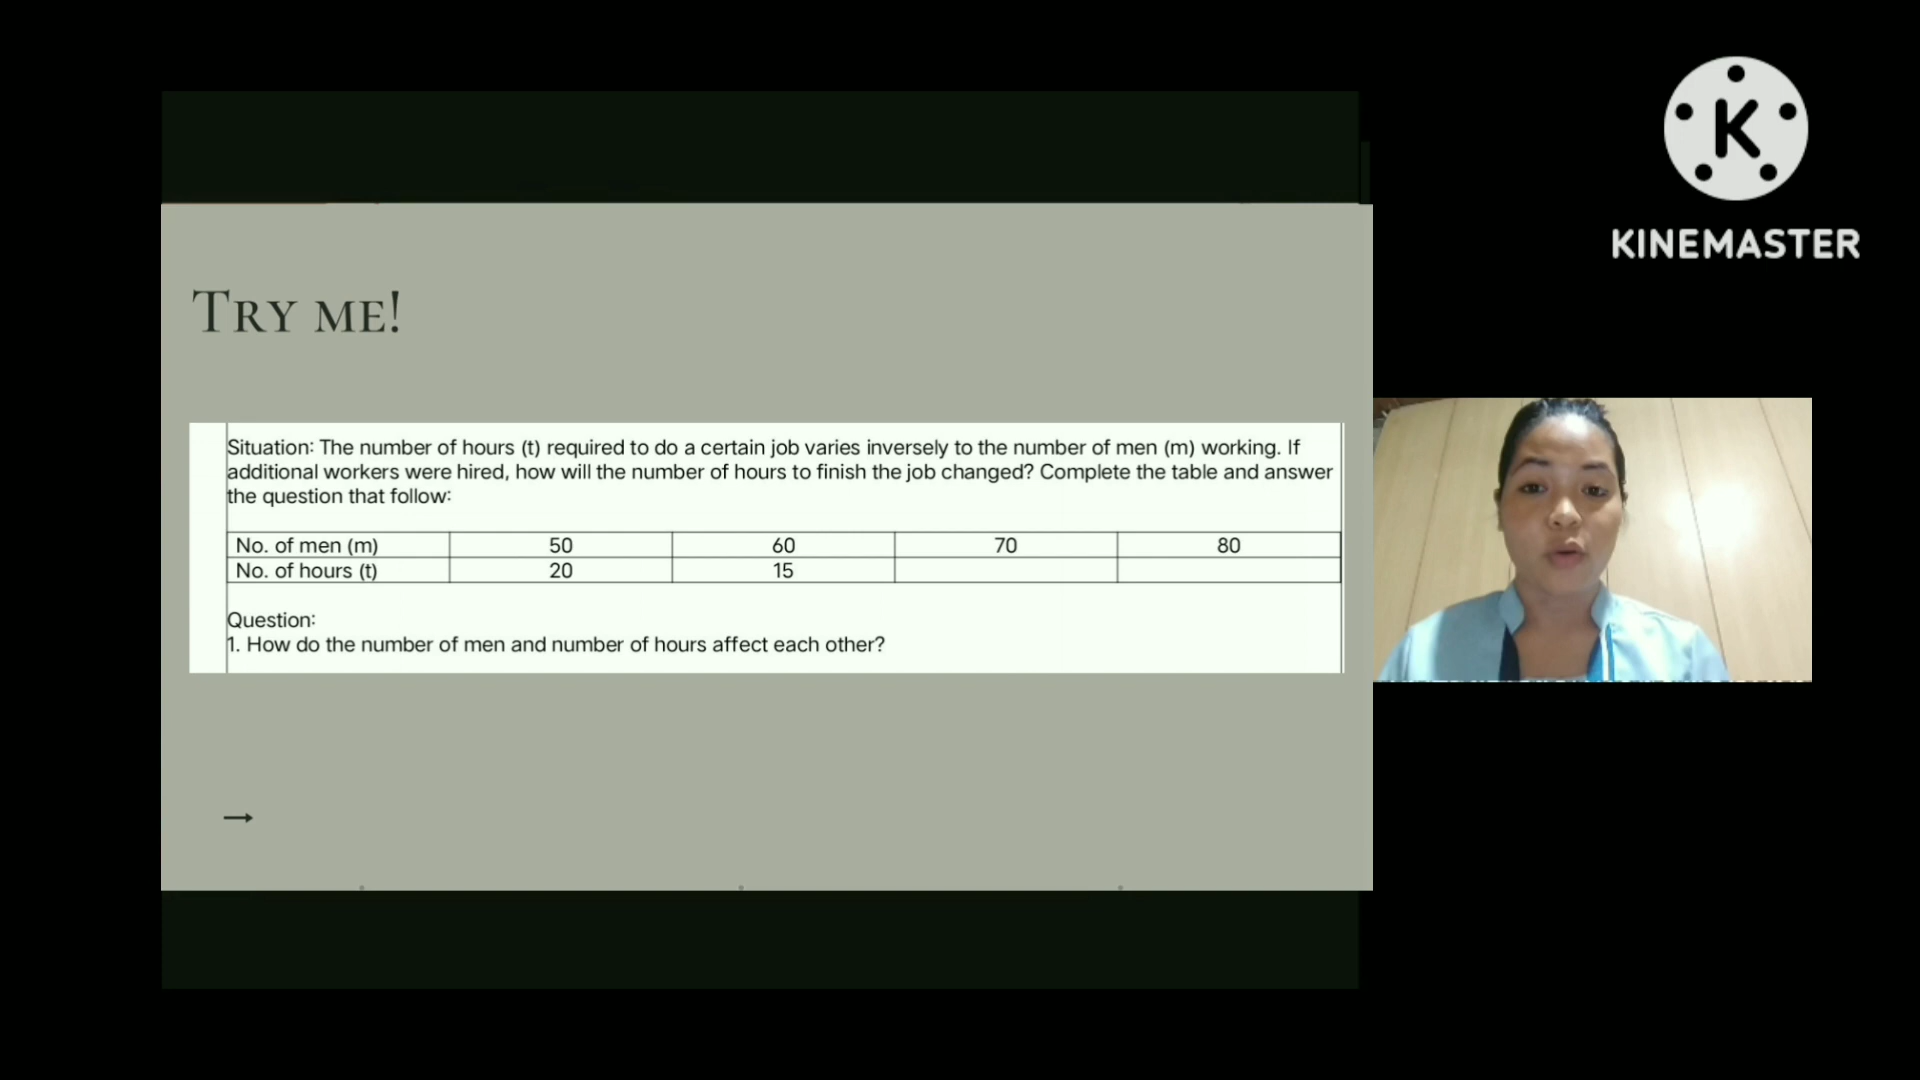 K
KINEMASTER
TRY ME!
Situation: The number of hours (t) required to do a certain job varies inversely to the number of men (m) working. If
additional workers were hired, how will the number of hours to finish the job changed? Complete the table and answer
the question that follow:
No. of men (m) 50 60 70 80
No. of hours (t) 20 15
Question:
1. How do the number of men and number of hours affect each other?